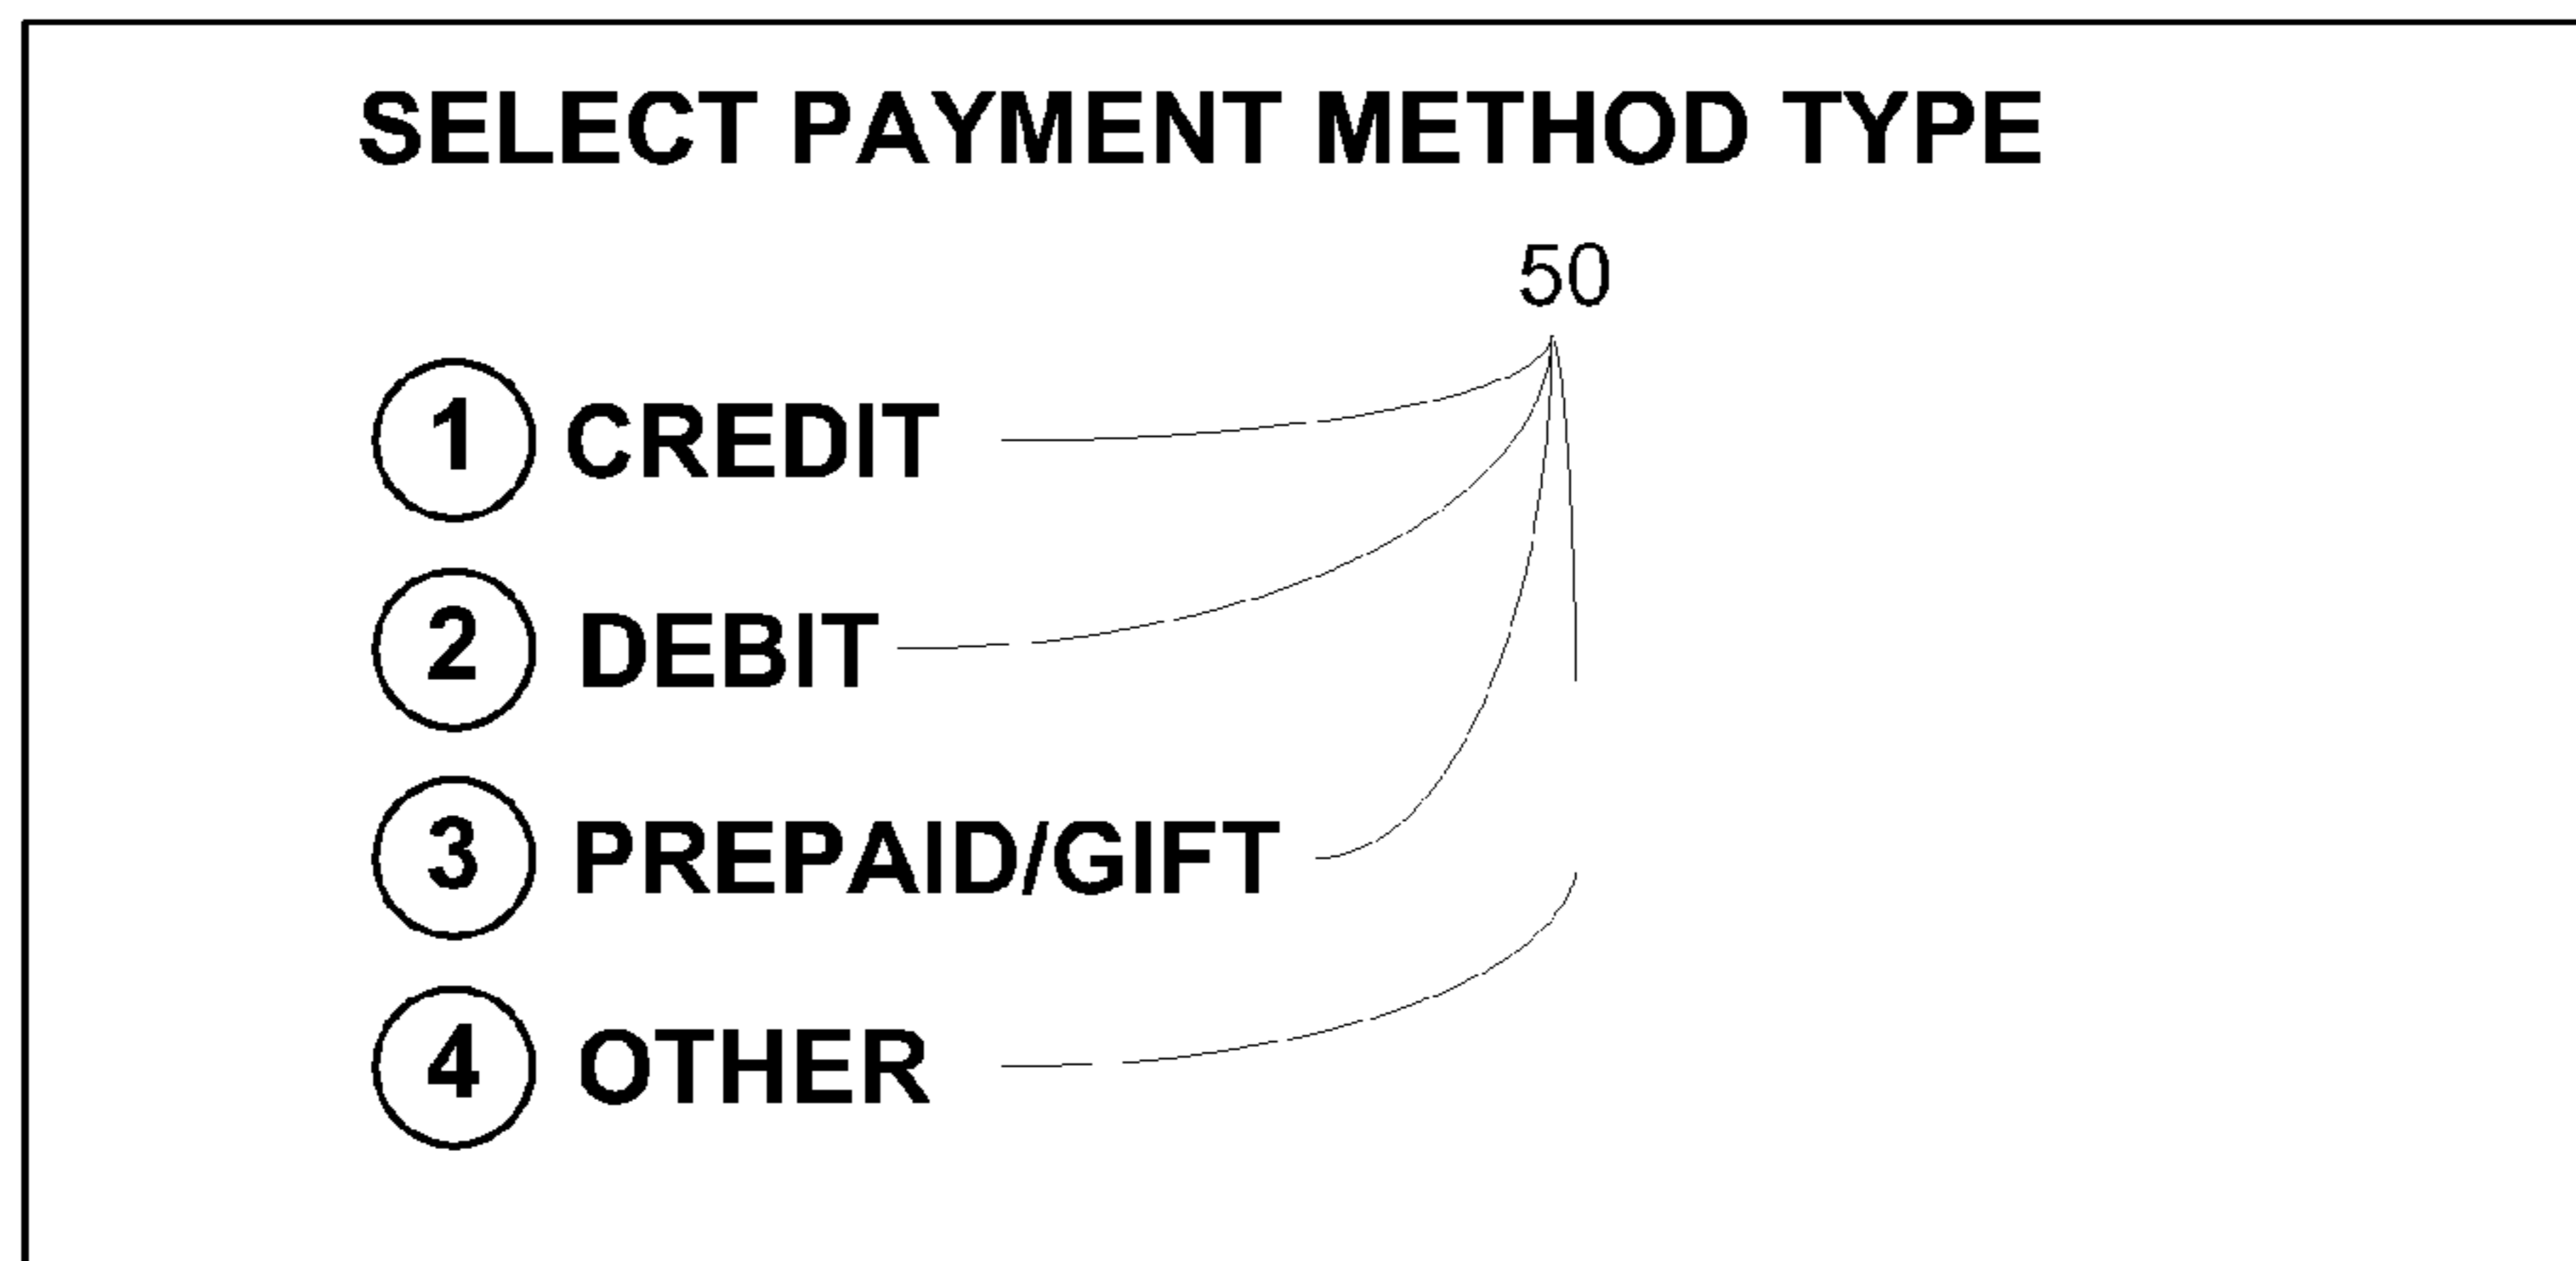 SELECT PAYMENT METHOD TYPE
50
1 CREDIT
2 DEBIT
3 PREPAID/GIFT
4 OTHER